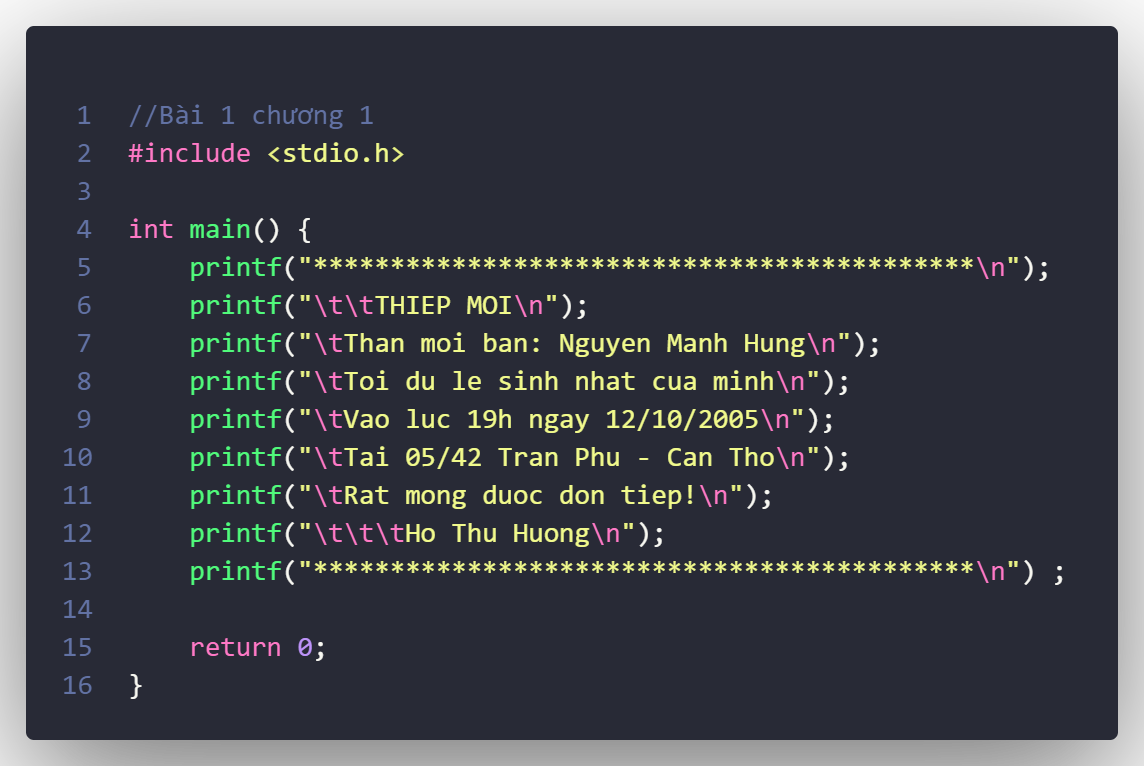 1 //Bài 1 chương 1
2 #include <stdio.h>
3
4 int main() {
5     printf("*******************************************\n");
6     printf("\t\tTHIEP MOI\n");
7     printf("\tThan moi ban: Nguyen Manh Hung\n");
8     printf("\tToi du le sinh nhat cua minh\n");
9     printf("\tVao luc 19h ngay 12/10/2005\n");
10     printf("\tTai 05/42 Tran Phu - Can Tho\n");
11     printf("\tRat mong duoc don tiep!\n");
12     printf("\t\t\tHo Thu Huong\n");
13     printf("*******************************************\n") ;
14
15     return 0;
16 }